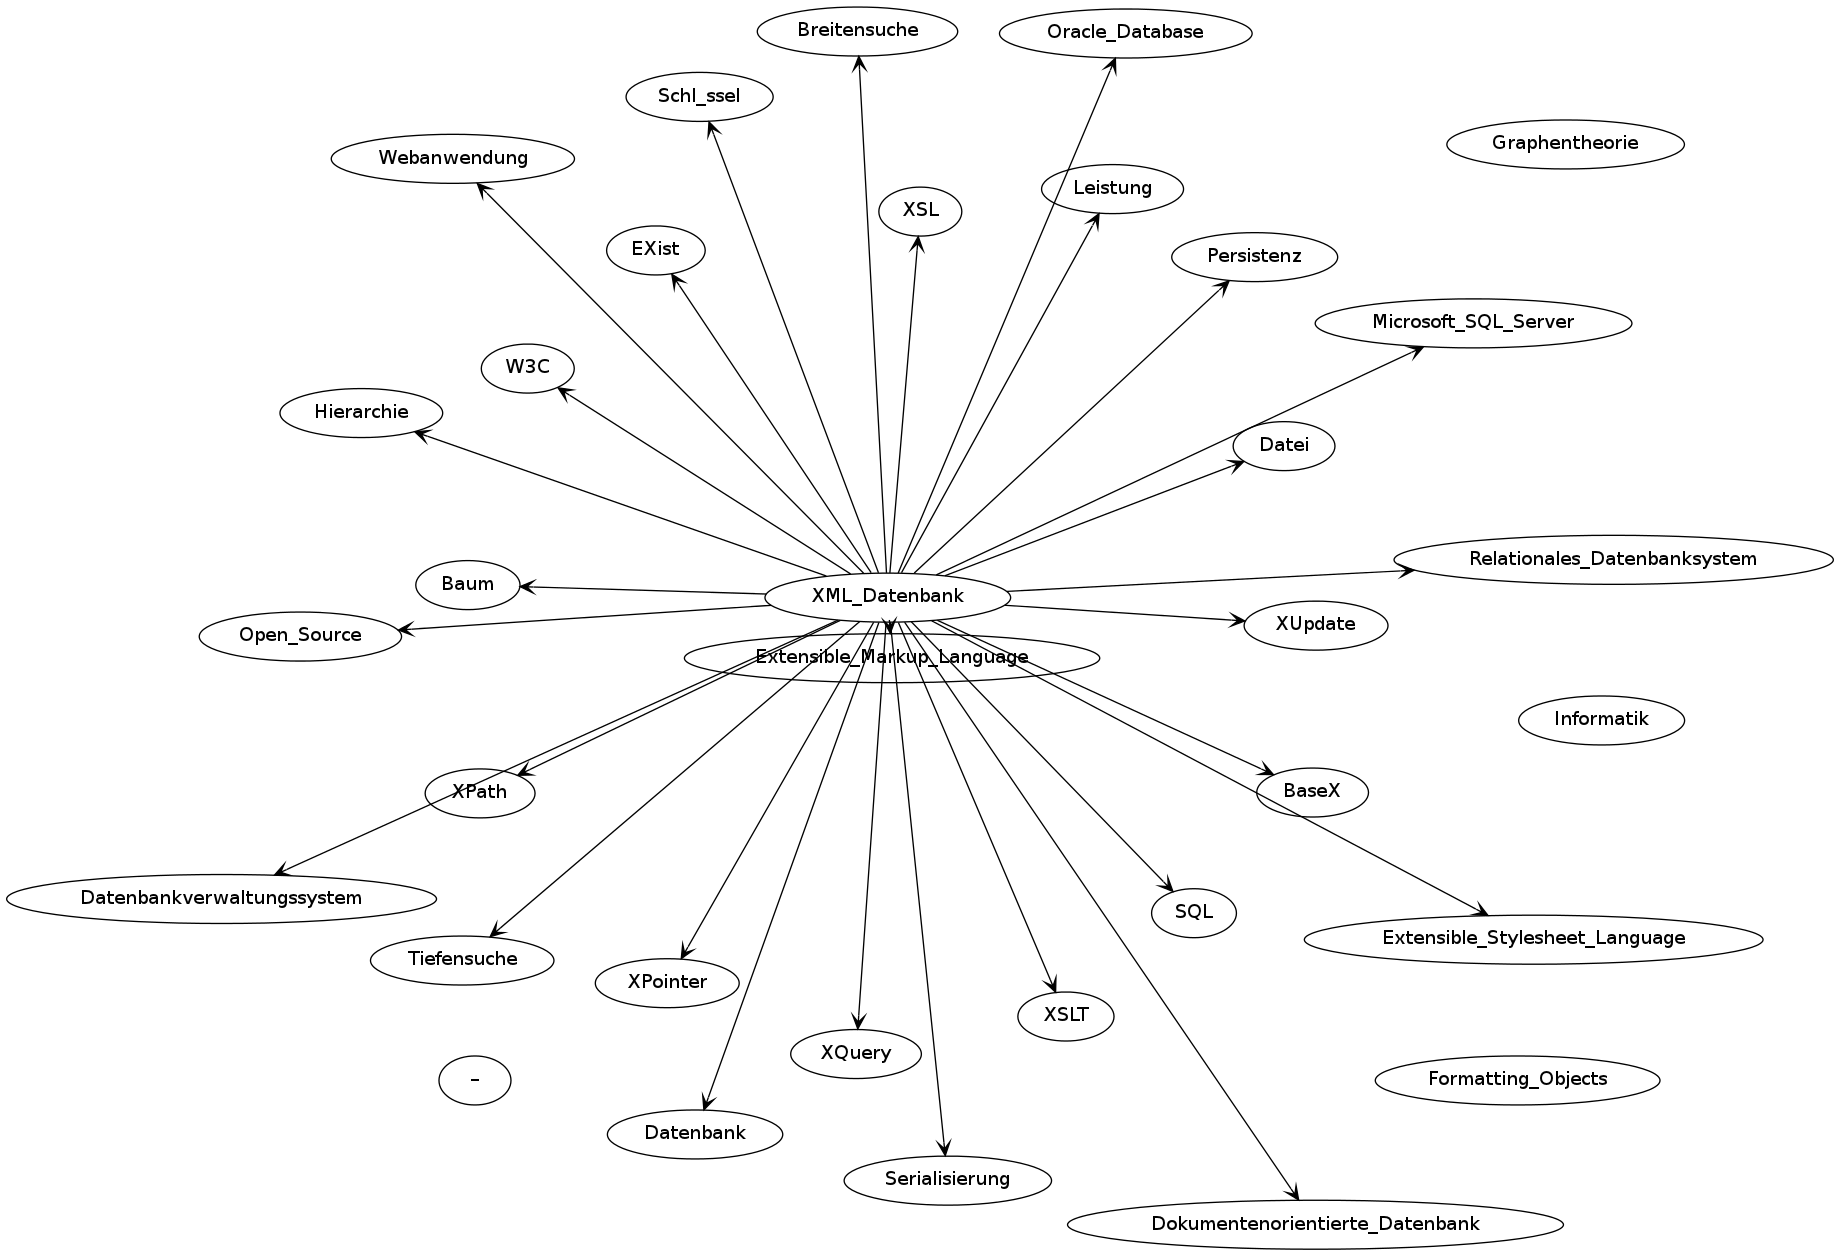 Breitensuche
Oracle_Database
Schl_ssel
Graphentheorie
Webanwendung
Leistung
XSL
EXist
Persistenz
Microsoft_SQL_Server
W3C
Hierarchie
Datei
Relationales_Datenbanksystem
Baum
XML_Datenbank
XUpdate
Open_Source
Extensible_Markup_Language
Informatik
XPath
BaseX
Datenbankverwaltungssystem
SQL
Extensible_Stylesheet_Language
Tiefensuche
XPointer
XSLT
XQuery
–
Formatting_Objects
Datenbank
Serialisierung
Dokumentenorientierte_Datenbank